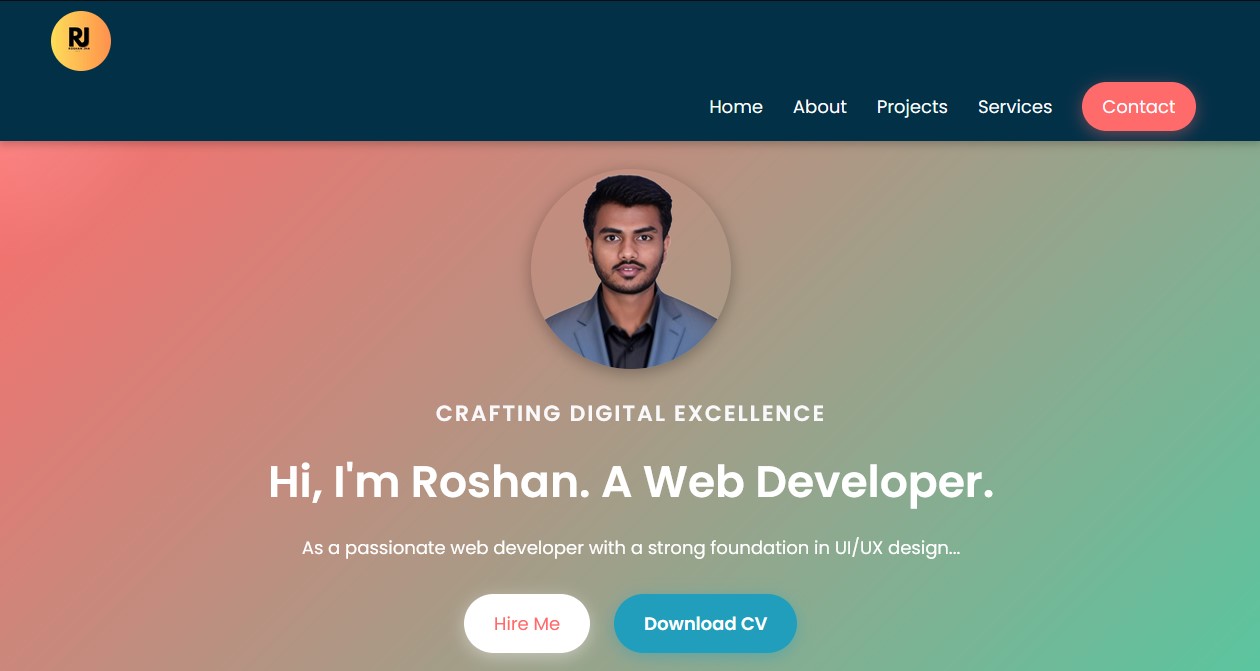 RJ
Home About Projects Services Contact
CRAFTING DIGITAL EXCELLENCE
Hi, I'm Roshan. A Web Developer.
As a passionate web developer with a strong foundation in UI/UX design...
Hire Me Download CV